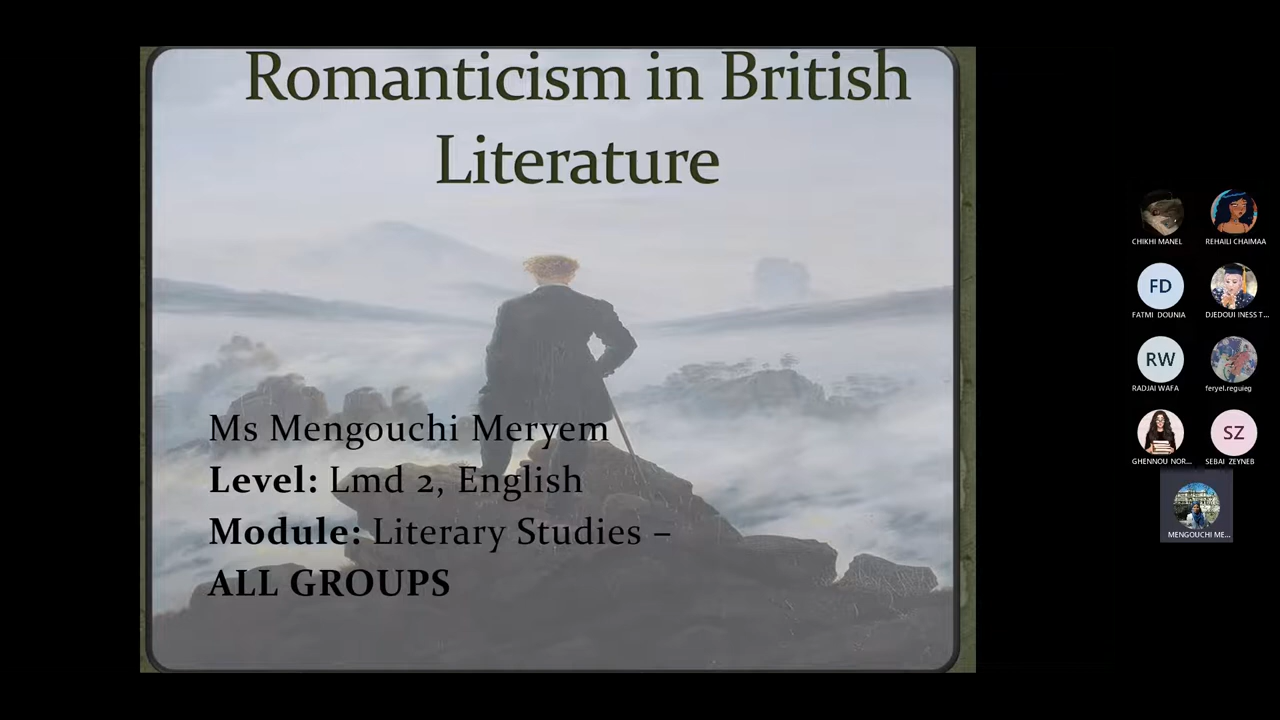 Romanticism in British
Literature
Ms Mengouchi Meryem
Level: Lmd 2, English
Module: Literary Studies –
ALL GROUPS
CHIKHI MANEL
REHAILI CHAIMAA
FD
FATMI DOUNIA
DJEDOUI INESS T...
RW
RADJAI WAFA
feryel.reguieg
GHENNOU NOR...
SZ
SEBAI ZEYNEB
MENGOUCHI ME...